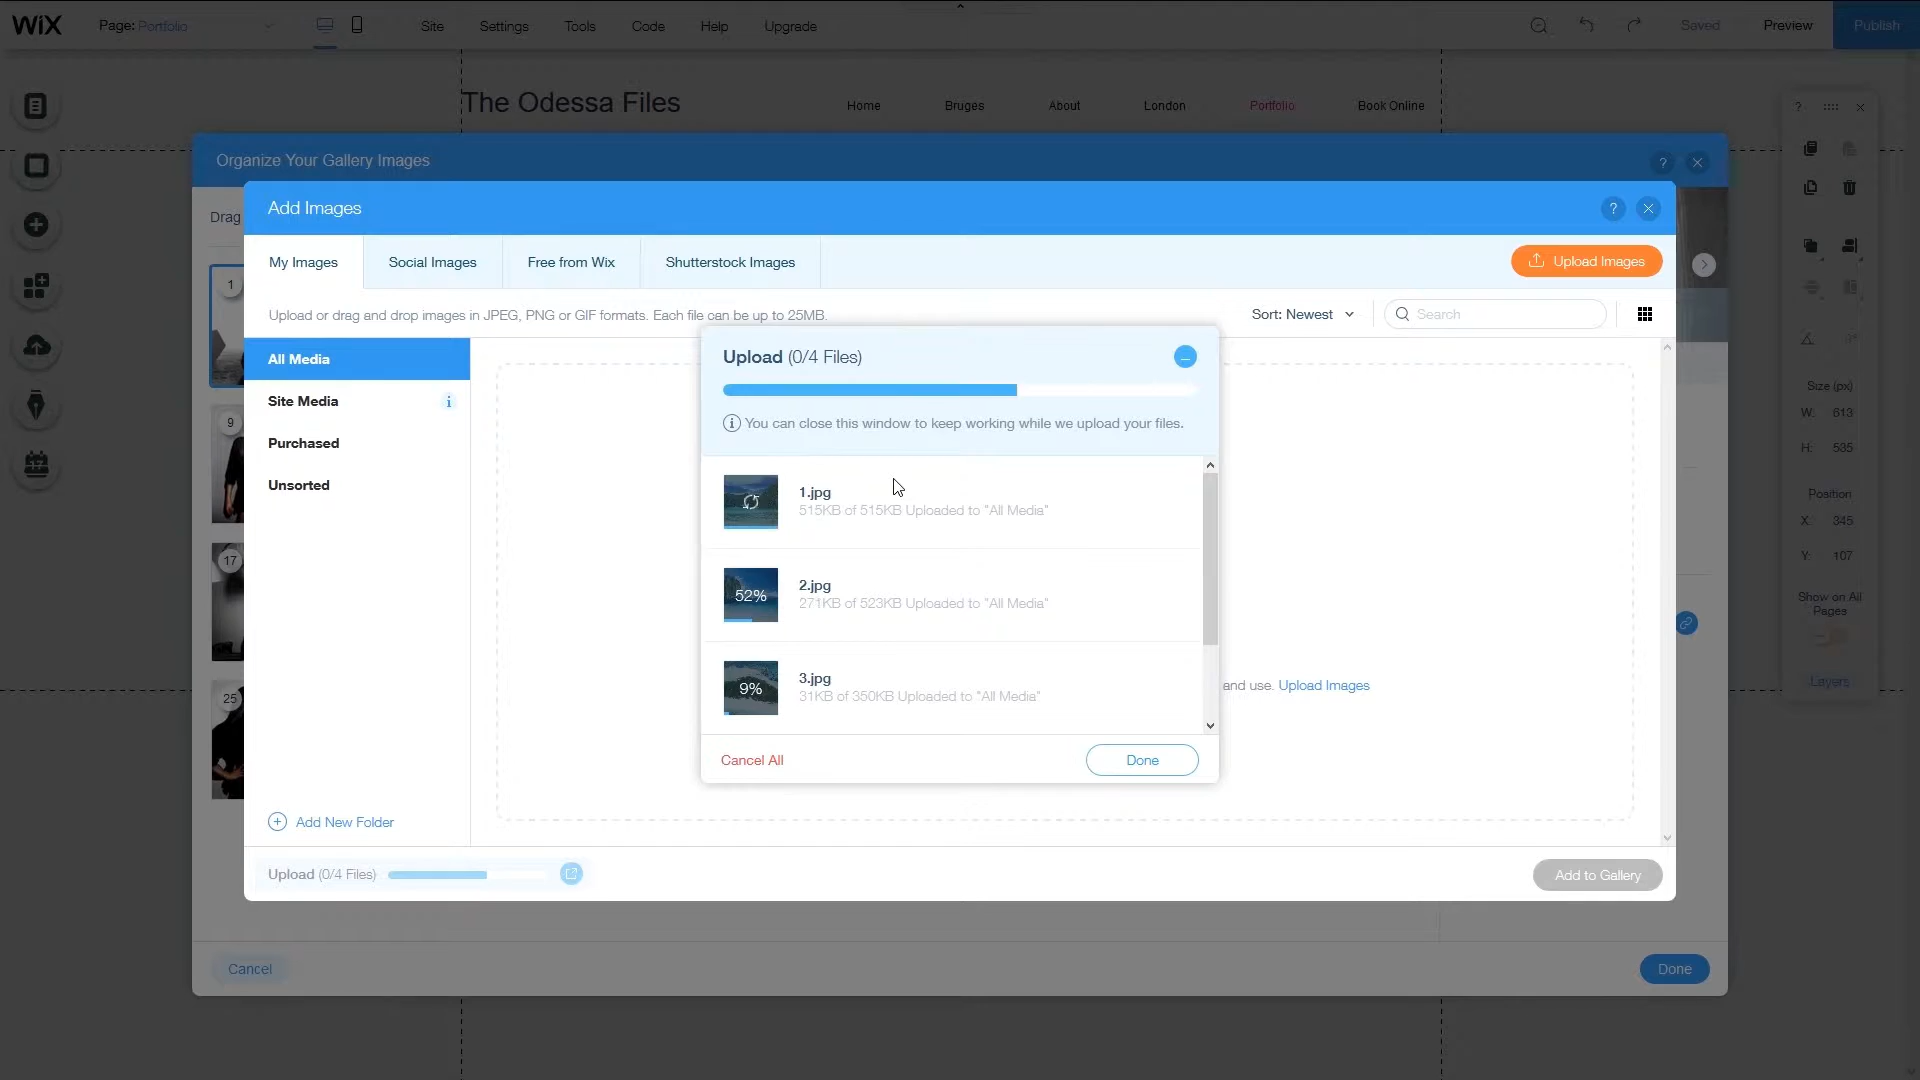 WiX
Page: Portfolio
Site
Settings
Tools
Code
Help
Upgrade
Saved
Preview
Publish
The Odessa Files
Home
Bruges
About
London
Portfolio
Book Online
?
Organize Your Gallery Images
?
Drag
Add Images
?
My Images
Social Images
Free from Wix
Shutterstock Images
Upload Images
Upload or drag and drop images in JPEG, PNG or GIF formats. Each file can be up to 25MB.
Sort: Newest
Search
1
9
17
25
All Media
Site Media
i
Purchased
Unsorted
Add New Folder
Upload (0/4 Files)
i You can close this window to keep working while we upload your files.
1.jpg
515KB of 515KB Uploaded to "All Media"
52%
2.jpg
271KB of 523KB Uploaded to "All Media"
9%
3.jpg
31KB of 350KB Uploaded to "All Media"
Cancel All
Done
and use. Upload Images
Upload (0/4 Files)
Add to Gallery
Cancel
Done
Size (px)
W: 613
H: 535
Position
X: 345
Y: 107
Show on All
Pages
Layers
17